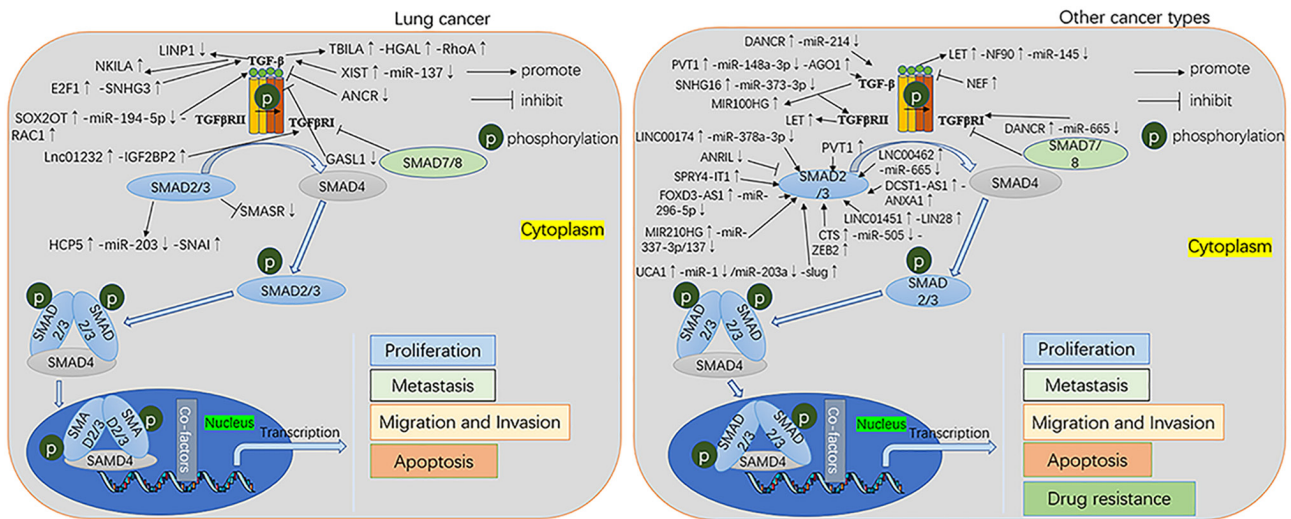 Lung cancer
LINP1 ↓
TGF-β
TBILA ↑ -HGAL- RhoA ↑
NKILA ↑
XIST ↑ -miR-137 ↓
E2F1 ↑ -SNHG3 ↑
ANCR ↓
promote
inhibit
P
phosphorylation
SOX2OT ↑ -miR-194-5p ↓ -
RAC1 ↑
P
TGFβRII
TGFβRI
Lnc01232 ↑ -IGF2BP2 ↑
GASL1 ↓
SMAD7/8
SMAD2/3
SMAD4
SMASR ↓
HCP5 ↑ -miR-203 ↓ -SNAI ↑
Cytoplasm
P
SMAD2/3
P
P
SMAD
2/3
SMAD
2/3
SMAD4
Proliferation
Metastasis
Migration and Invasion
Apoptosis
P
P
SMA
D2/3
SMA
D2/3
SAMD4
Co-factors
Nucleus
Transcription
Other cancer types
DANCR ↑ -miR-214 ↓
LET ↑ -NF90 ↑ -miR-145 ↓
PVT1 ↑ -miR-148a-3p ↓ -AGO1 ↑
TGF-β
NEF ↑
SNHG16 ↑ -miR-373-3p ↓
MIR100HG ↑
promote
inhibit
P
phosphorylation
P
LET ↑
TGFβRII
TGFβRI
DANCR ↑ -miR-665 ↓
SMAD7/
8
LINC00174 ↑ -miR-378a-3p ↓
PVT1 ↑
LINC00462 ↑
-miR-665 ↓
ANRIL ↓
SPRY4-IT1 ↑
SMAD2
/3
SMAD4
DCST1-AS1 ↑ -
ANXA1 ↑
FOXD3-AS1 ↑ -miR-
296-5p ↓
LINC01451 ↑ -LIN28 ↑
MIR210HG ↑ -miR-
337-3p/137 ↓
CTS ↑ -miR-505 ↓ -
ZEB2 ↑
UCA1 ↑ -miR-1 ↓ /miR-203a ↓ -slug ↑
Cytoplasm
P
SMAD
2/3
P
P
SMAD
2/3
SMAD
2/3
SMAD4
Proliferation
Metastasis
Migration and Invasion
Apoptosis
Drug resistance
P
P
SMAD
2/3
SMAD
2/3
SAMD4
Co-factors
Nucleus
Transcription